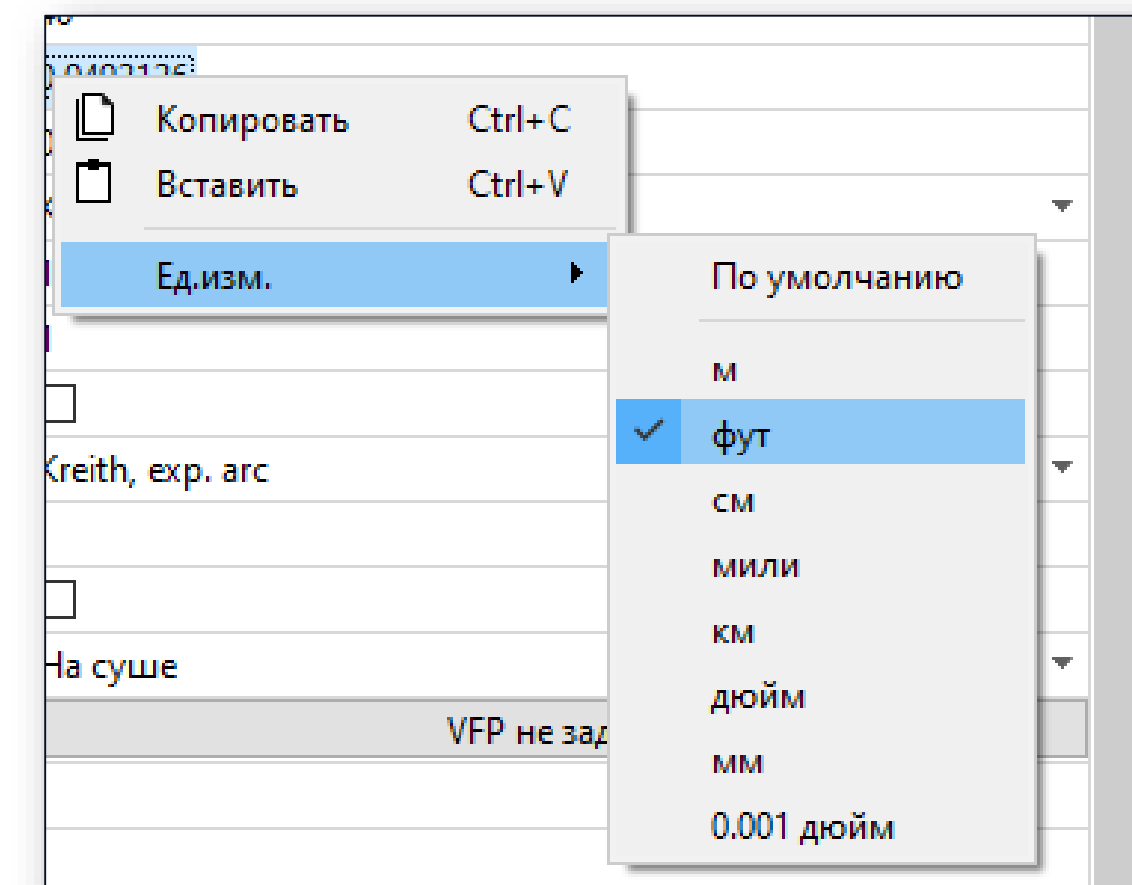 Копировать Ctrl+C
Вставить Ctrl+V
Ед.изм.
По умолчанию
м
фут
см
мили
км
дюйм
мм
0.001 дюйм
Kreith, exp. arc
На суше
VFP не зад